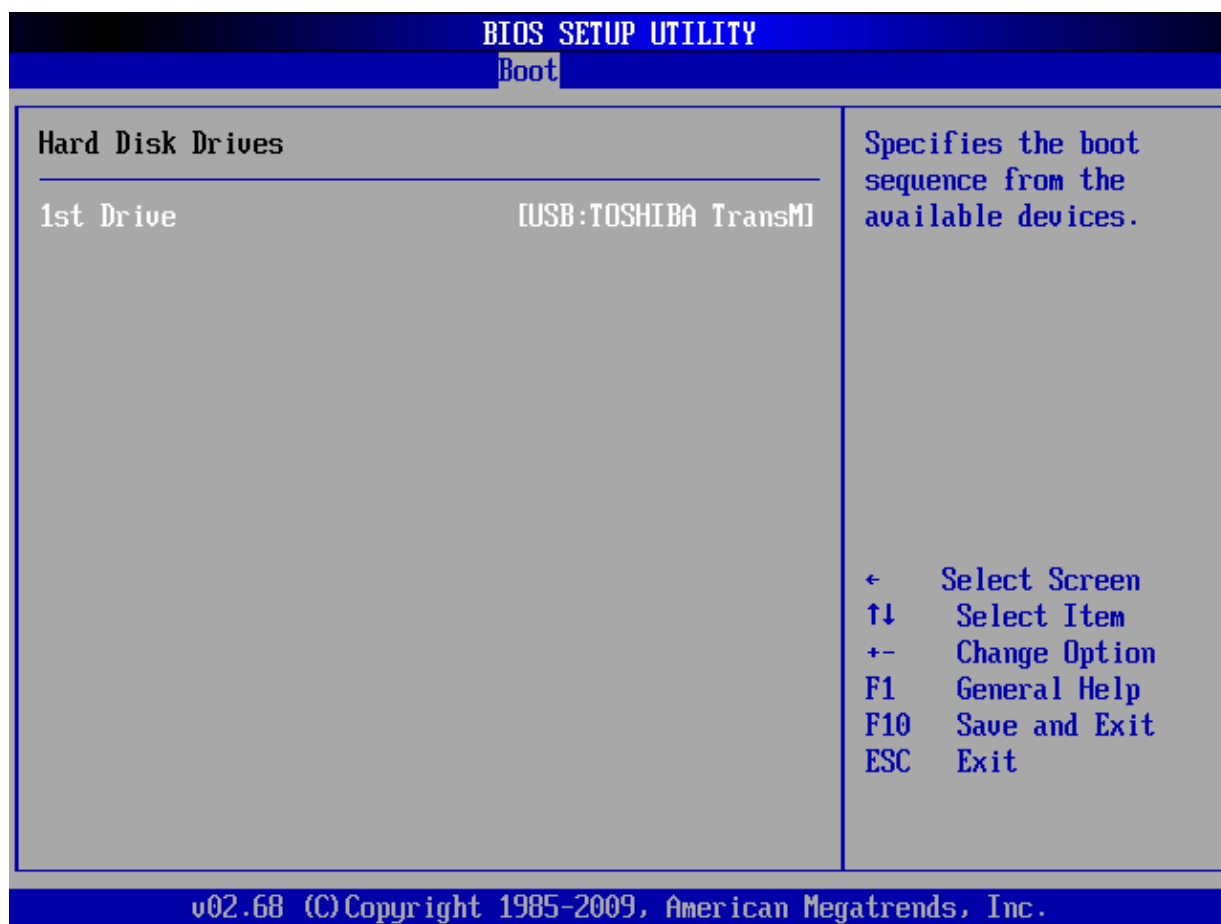 BIOS SETUP UTILITY
Boot
Hard Disk Drives
1st Drive [USB:TOSHIBA TransM]
Specifies the boot
sequence from the
available devices.
← Select Screen
↑↓ Select Item
+- Change Option
F1 General Help
F10 Save and Exit
ESC Exit
v02.68 (C)Copyright 1985-2009, American Megatrends, Inc.